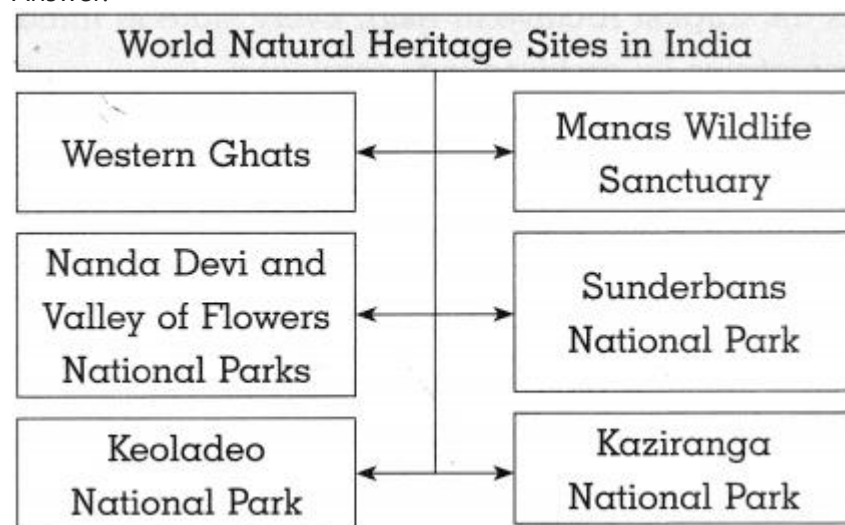 World Natural Heritage Sites in India
Western Ghats
Manas Wildlife
Sanctuary
Nanda Devi and
Valley of Flowers
National Parks
Sunderbans
National Park
Keoladeo
National Park
Kaziranga
National Park